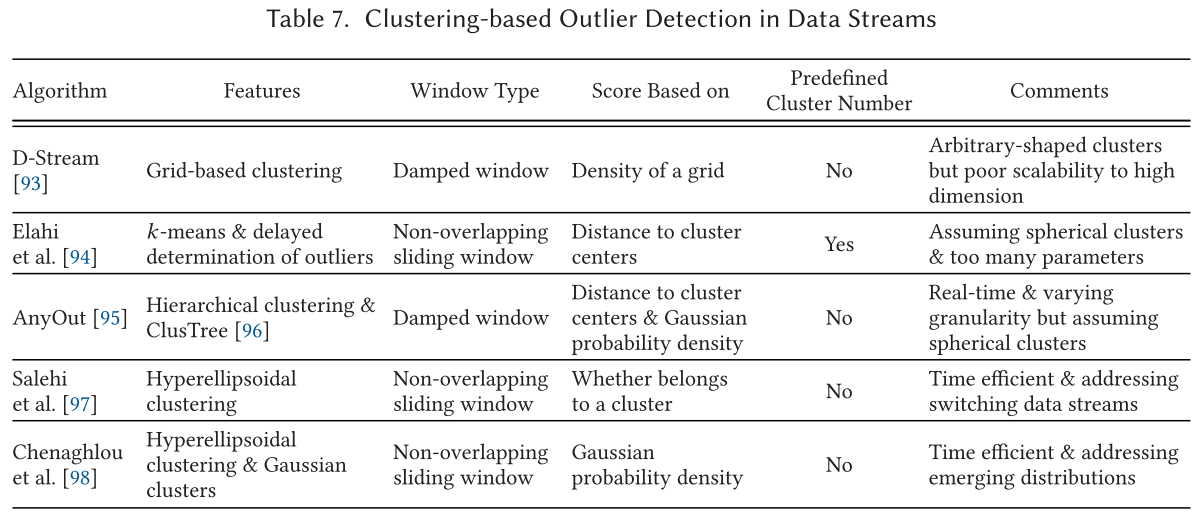 Table 7. Clustering-based Outlier Detection in Data Streams
Algorithm Features Window Type Score Based on Predefined Cluster Number Comments
D-Stream [93] Grid-based clustering Damped window Density of a grid No Arbitrary-shaped clusters but poor scalability to high dimension
Elahi et al. [94] k-means & delayed determination of outliers Non-overlapping sliding window Distance to cluster centers Yes Assuming spherical clusters & too many parameters
AnyOut [95] Hierarchical clustering & ClusTree [96] Damped window Distance to cluster centers & Gaussian probability density No Real-time & varying granularity but assuming spherical clusters
Salehi et al. [97] Hyperellipsoidal clustering Non-overlapping sliding window Whether belongs to a cluster No Time efficient & addressing switching data streams
Chenaghlou et al. [98] Hyperellipsoidal clustering & Gaussian clusters Non-overlapping sliding window Gaussian probability density No Time efficient & addressing emerging distributions